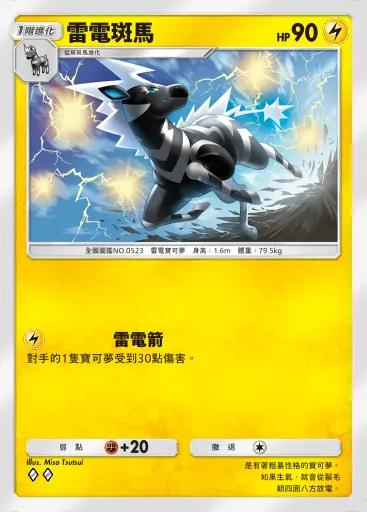 1階進化
雷電斑馬
HP 90
從斑斑馬進化
全國圖鑑NO.0523 雷電寶可夢 身高：1.6m 體重：79.5kg
雷電箭
對手的1隻寶可夢受到30點傷害。
弱點 +20 撤退
Illus. Misa Tsutsui
是有著粗暴性格的寶可夢。
如果生氣，就會從鬃毛
朝四面八方放電。